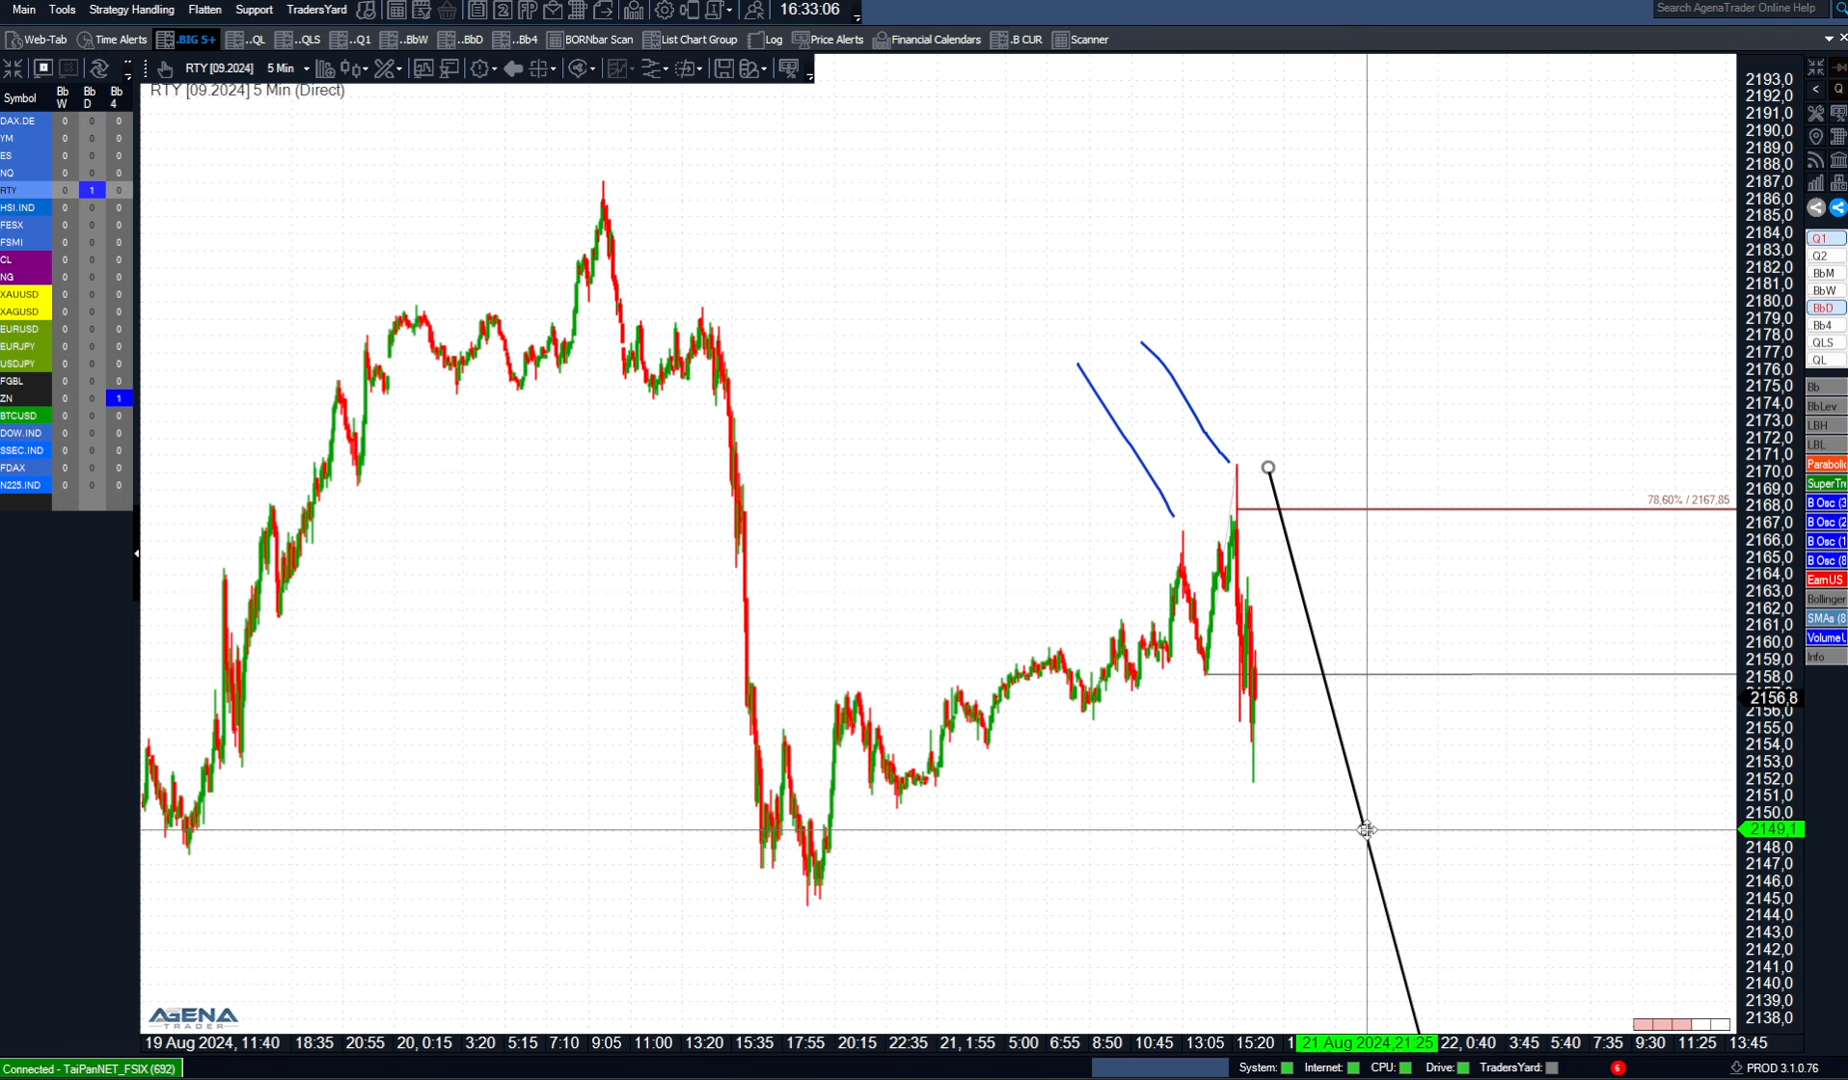 Main Tools Strategy Handling Flatten Support TradersYard 16:33:06 Search AgenaTrader Online Help
Web-Tab Time Alerts .BIG 5+ ..QL ..QLS ..Q1 ..BbW ..BbD ..Bb4 BORNbar Scan List Chart Group Log Price Alerts Financial Calendars .B CUR Scanner
RTY [09.2024] 5 Min
RTY [09.2024] 5 Min (Direct)
Symbol Bb W Bb D Bb 4
DAX.DE 0 0 0
YM 0 0 0
ES 0 0 0
NQ 0 0 0
RTY 0 1 0
HSI.IND 0 0 0
FESX 0 0 0
FSMI 0 0 0
CL 0 0 0
NG 0 0 0
XAUUSD 0 0 0
XAGUSD 0 0 0
EURUSD 0 0 0
EURJPY 0 0 0
USDJPY 0 0 0
FGBL 0 0 0
ZN 0 0 1
BTCUSD 0 0 0
DOW.IND 0 0 0
SSEC.IND 0 0 0
FDAX 0 0 0
N225.IND 0 0 0
78,60% / 2167,85
2193,0
2192,0
2191,0
2190,0
2189,0
2188,0
2187,0
2186,0
2185,0
2184,0
2183,0
2182,0
2181,0
2180,0
2179,0
2178,0
2177,0
2176,0
2175,0
2174,0
2173,0
2172,0
2171,0
2170,0
2169,0
2168,0
2167,0
2166,0
2165,0
2164,0
2163,0
2162,0
2161,0
2160,0
2159,0
2158,0
2156,8
2156,0
2155,0
2154,0
2153,0
2152,0
2151,0
2150,0
2149,1
2148,0
2147,0
2146,0
2145,0
2144,0
2143,0
2142,0
2141,0
2140,0
2139,0
2138,0
< Q
Q1
Q2
BbM
BbW
BbD
Bb4
QLS
QL
Bb
BbLev
LBH
LBL
Parabolic
SuperTre
B Osc (3
B Osc (2
B Osc (1
B Osc (8
EamUS
Bollinger
SMAs (8
VolumeU
Info
AGENA
TRADER
19 Aug 2024, 11:40 18:35 20:55 20, 0:15 3:20 5:15 7:10 9:05 11:00 13:20 15:35 17:55 20:15 22:35 21, 1:55 5:00 6:55 8:50 10:45 13:05 15:20 1 21 Aug 2024,21:25 22, 0:40 3:45 5:40 7:35 9:30 11:25 13:45
Connected - TaiPanNET_FSIX (692) System: Internet: CPU: Drive: TradersYard: 6 PROD 3.1.0.76